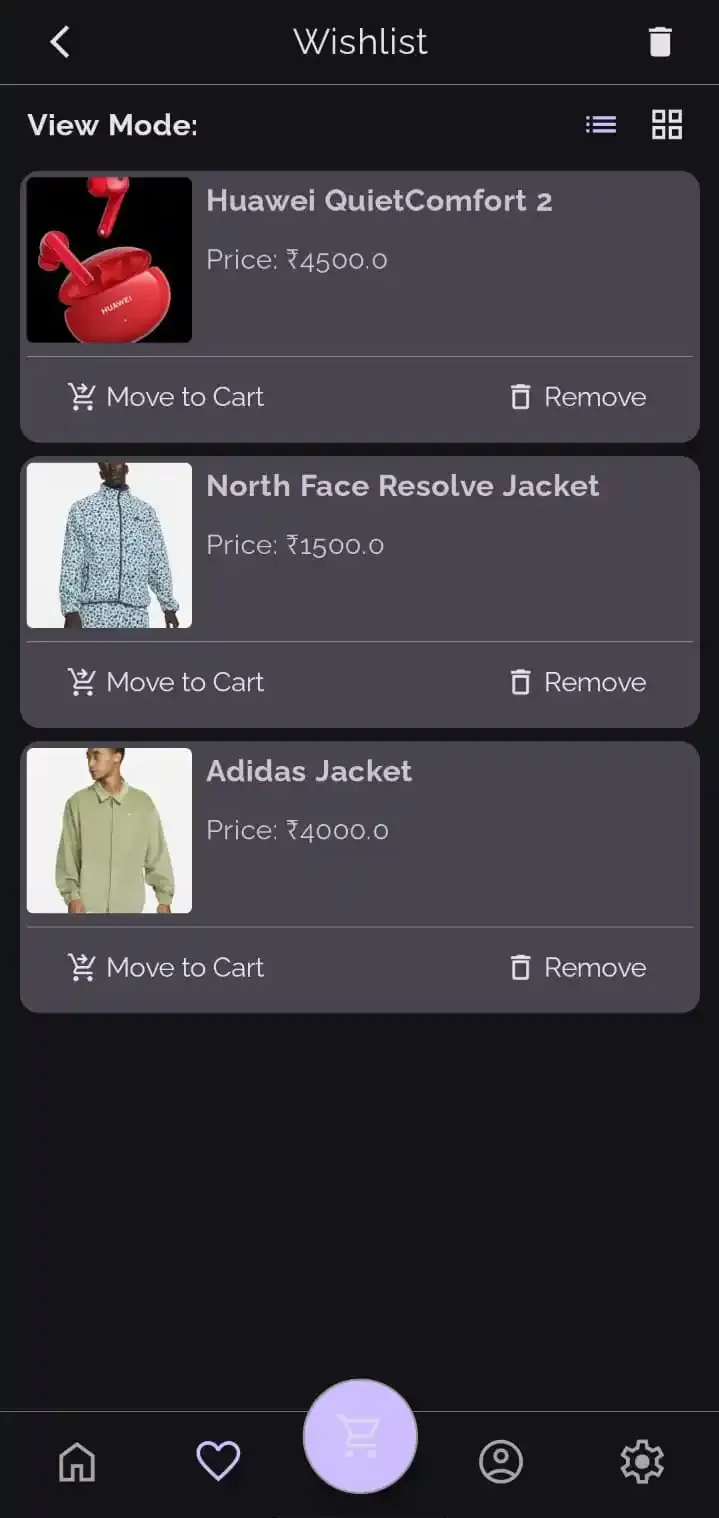 Wishlist
View Mode:
HUAWEI
Huawei QuietComfort 2
Price: ₹4500.0
Move to Cart
Remove
North Face Resolve Jacket
Price: ₹1500.0
Move to Cart
Remove
Adidas Jacket
Price: ₹4000.0
Move to Cart
Remove